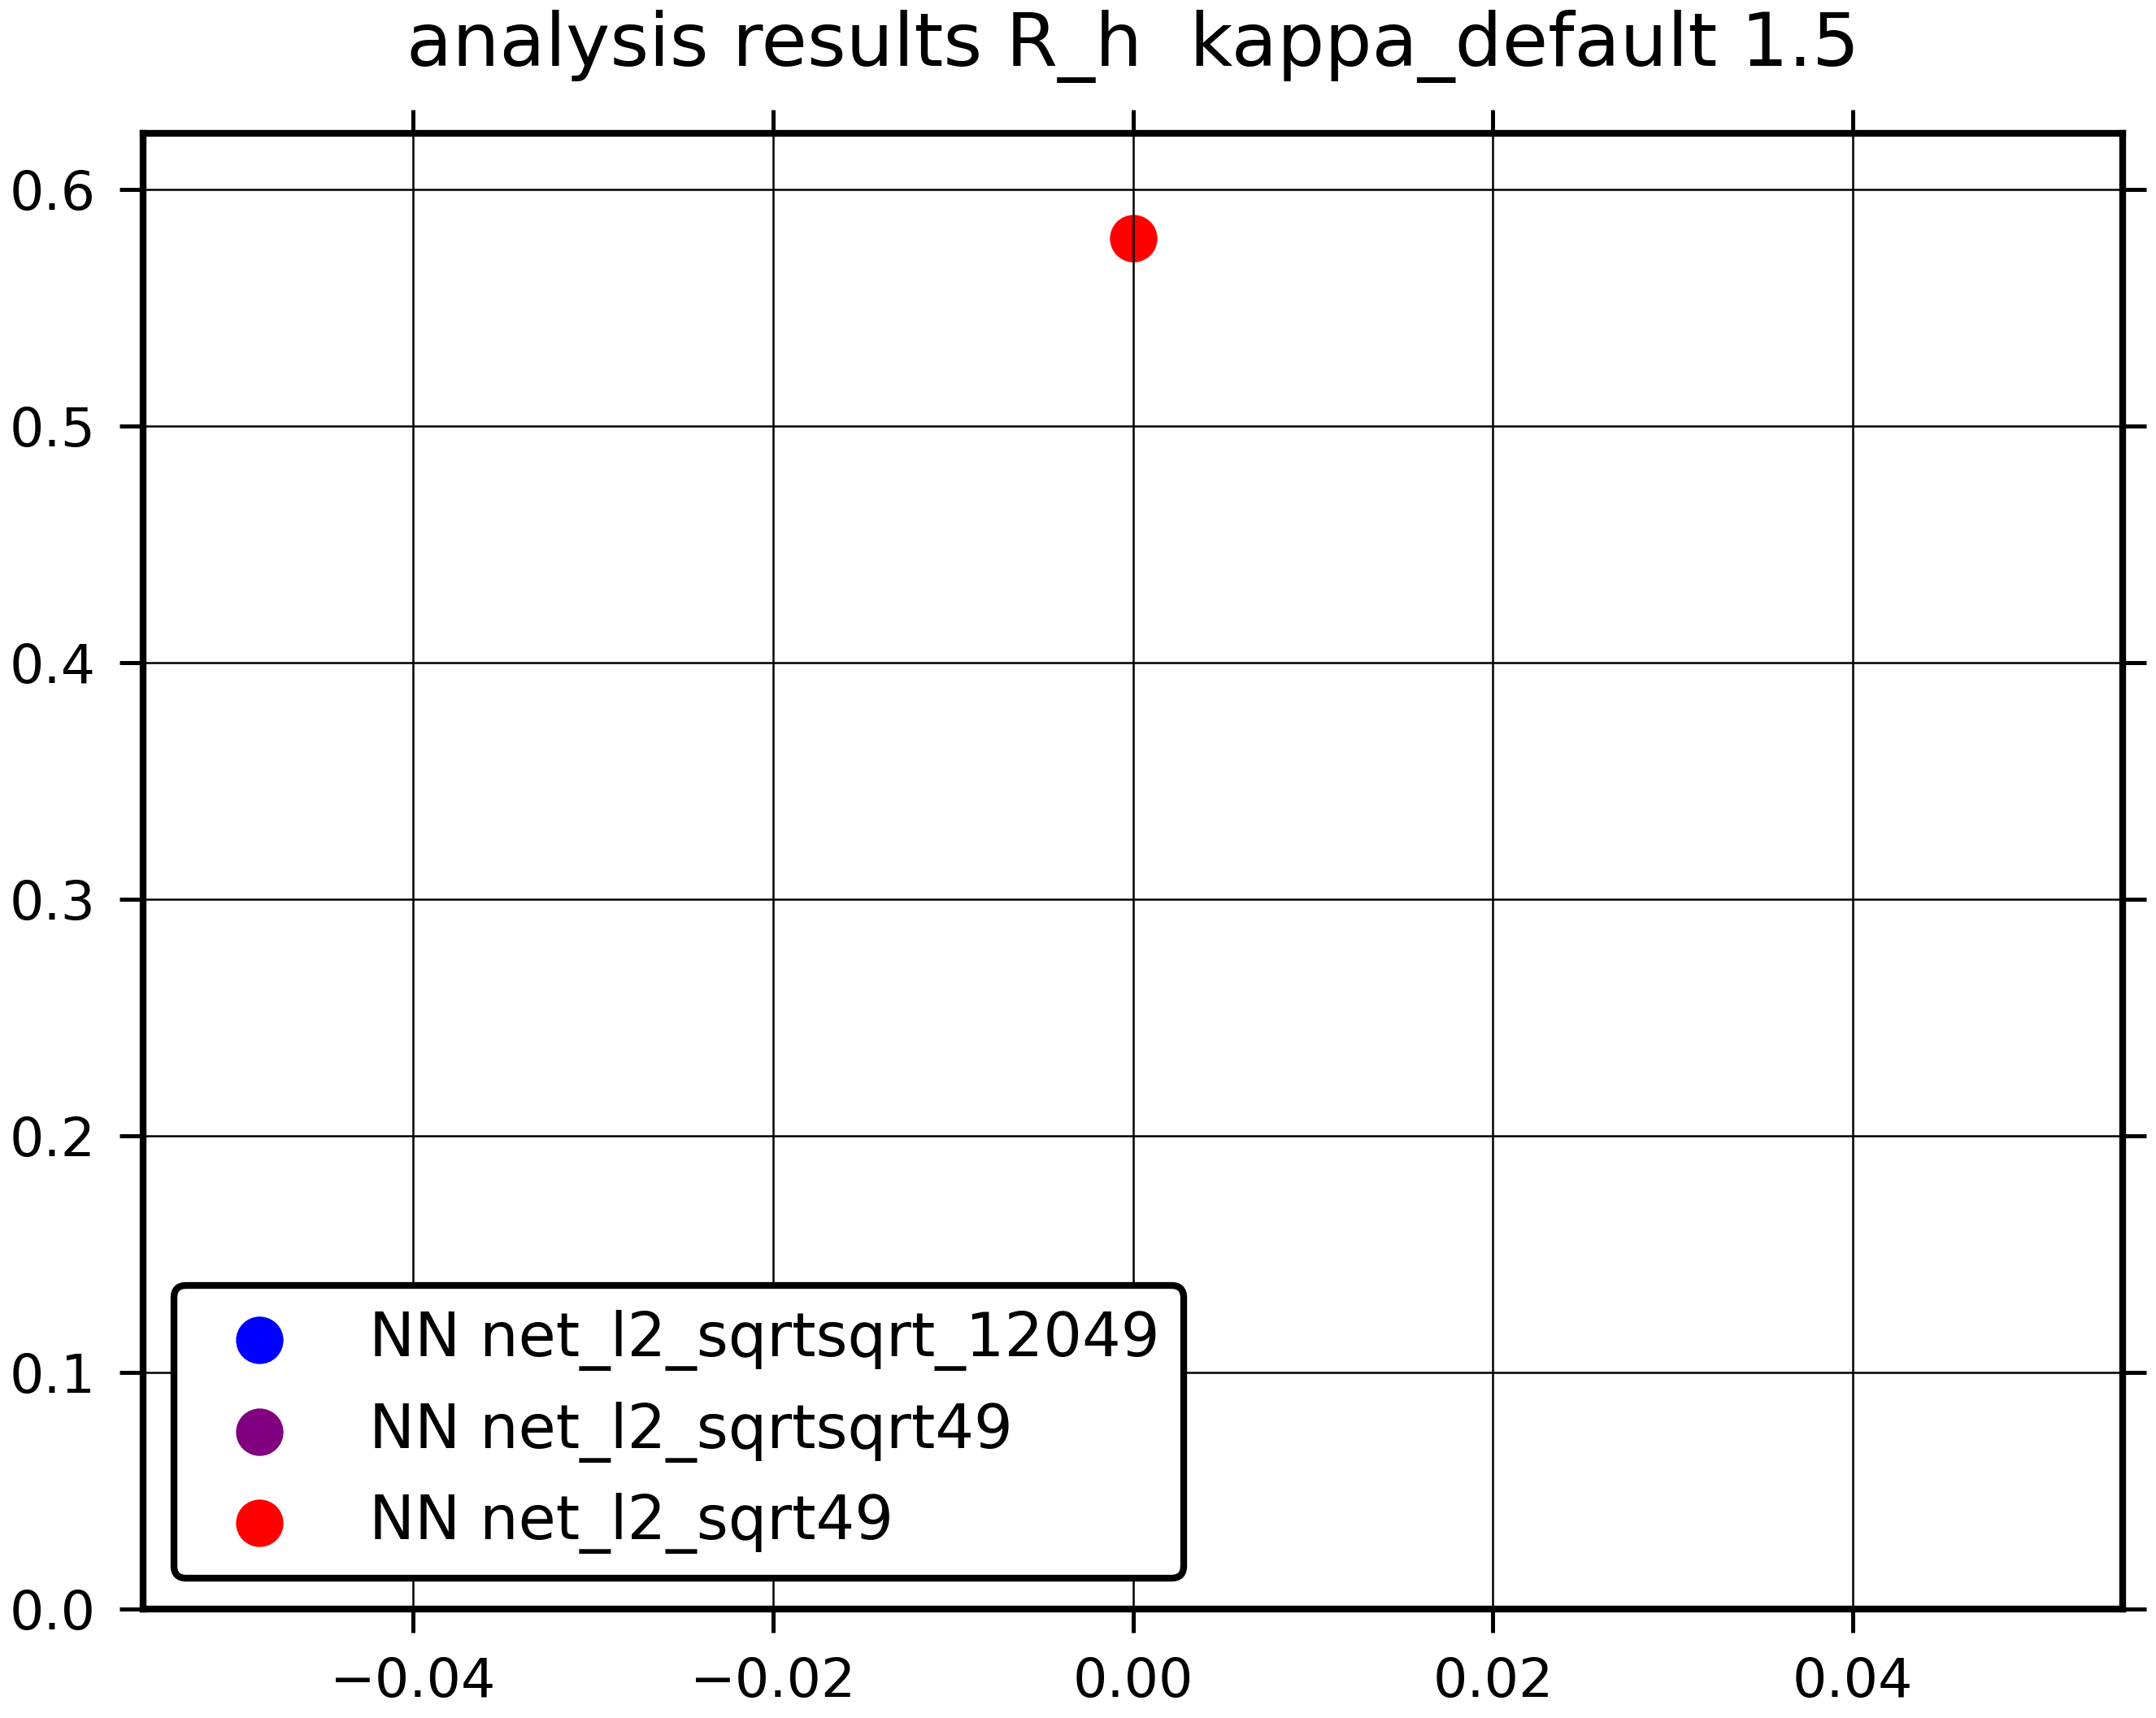 analysis results R_h  kappa_default 1.5
0.6
0.5
0.4
0.3
0.2
0.1
0.0
NN net_l2_sqrtsqrt_12049
NN net_l2_sqrtsqrt49
NN net_l2_sqrt49
−0.04 −0.02 0.00 0.02 0.04